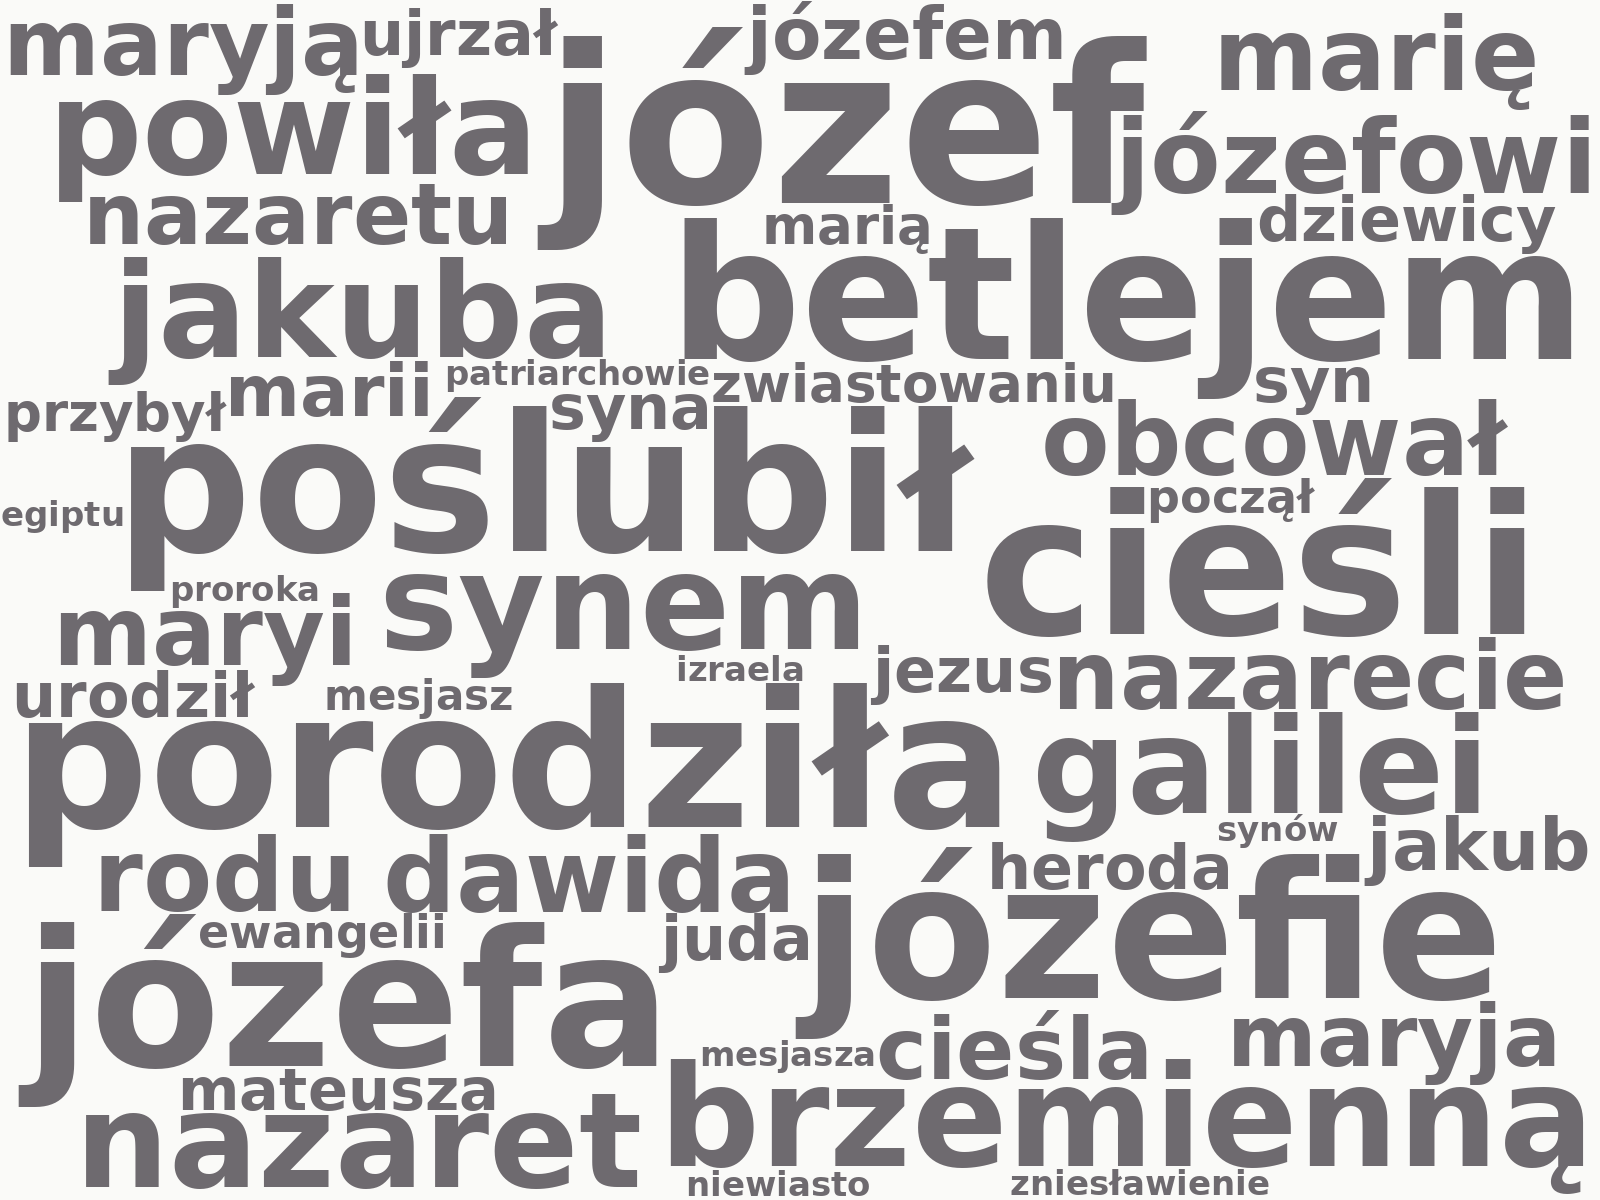 maryją ujrzał józef józefem marię
powiła józefowi
nazaretu marią dziewicy
jakuba betlejem
przybył marii patriarchowie syna zwiastowaniu syn
poślubił obcował
egiptu począł
cieśli
proroka
maryi synem
izraela jezus nazarecie
urodził mesjasz
porodziła galilei
synów jakub
rodu dawida heroda
józefie
ewangelii juda
józefa
mesjasza cieśla maryja
mateusza
nazaret brzemienną
niewiasto zniesławienie